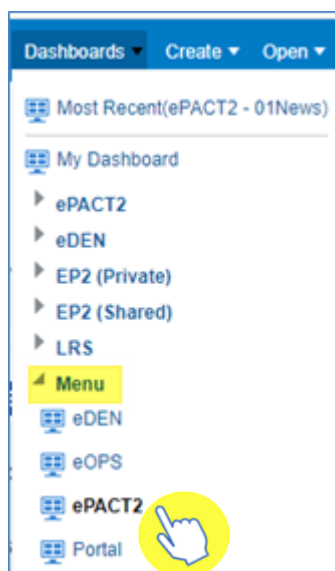 Dashboards Create Open
Most Recent(ePACT2 - 01News)
My Dashboard
ePACT2
eDEN
EP2 (Private)
EP2 (Shared)
LRS
Menu
eDEN
eOPS
ePACT2
Portal